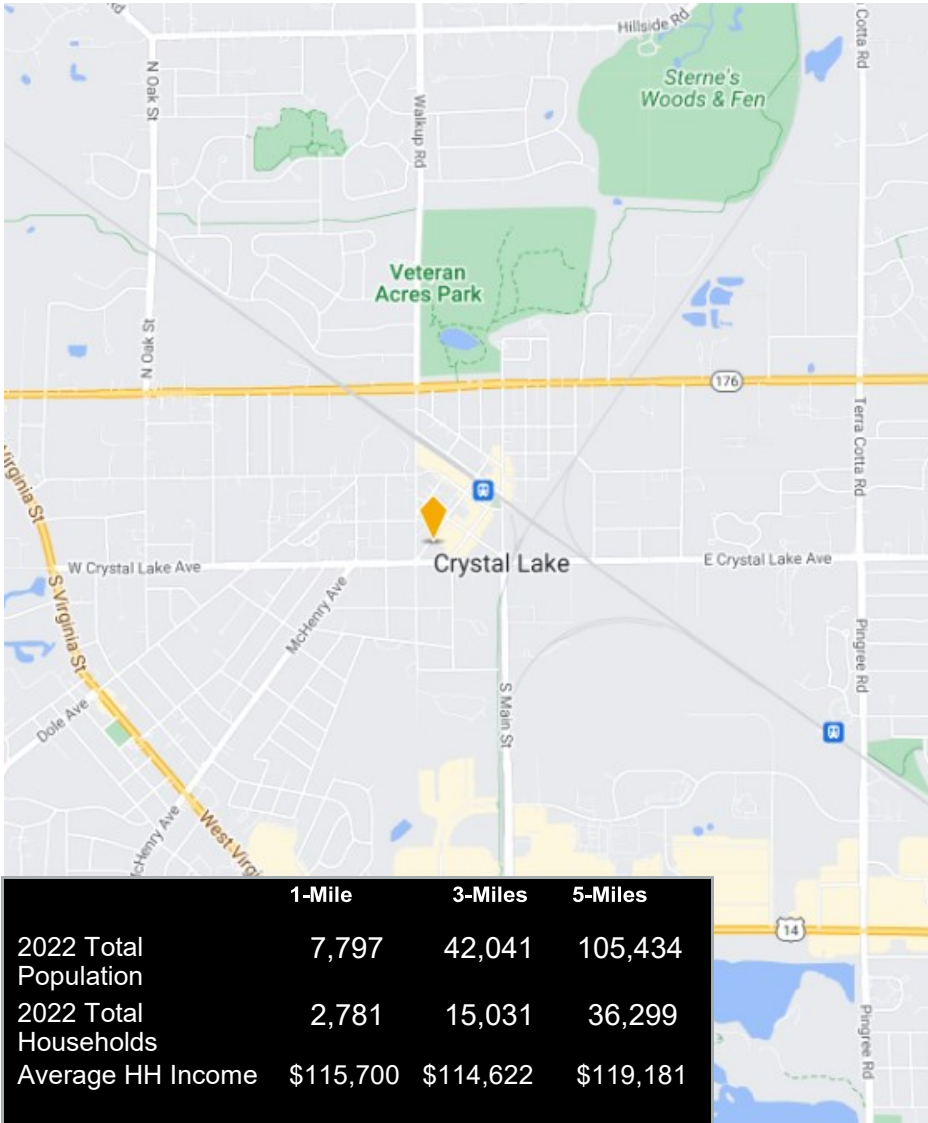 Rd
Hillside Rd
Cotta Rd
N Oak St
Walkup Rd
Sterne's
Woods & Fen
Veteran
Acres Park
N Oak St
176
Terra Cotta Rd
Virginia St
W Crystal Lake Ave
Crystal Lake
E Crystal Lake Ave
S Virginia St
McHenry Ave
Pingree Rd
Dole Ave
S Main St
McHenry Ave
West Virgi
14
Pingree Rd
1-Mile 3-Miles 5-Miles
2022 Total
Population 7,797 42,041 105,434
2022 Total
Households 2,781 15,031 36,299
Average HH Income $115,700 $114,622 $119,181